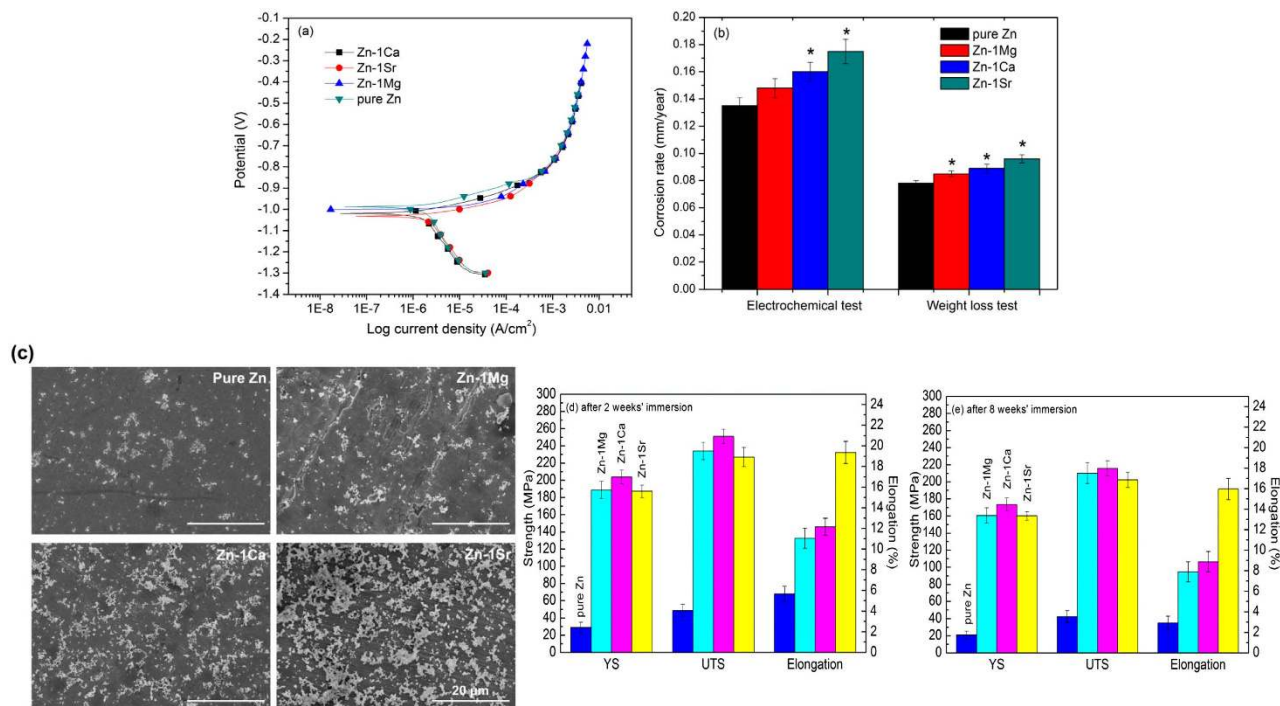 (a)
Zn-1Ca
Zn-1Sr
Zn-1Mg
pure Zn
Potential (V)
-0.1
-0.2
-0.3
-0.4
-0.5
-0.6
-0.7
-0.8
-0.9
-1.0
-1.1
-1.2
-1.3
-1.4
1E-8 1E-7 1E-6 1E-5 1E-4 1E-3 0.01
Log current density (A/cm²)
(b)
pure Zn
Zn-1Mg
Zn-1Ca
Zn-1Sr
Corrosion rate (mm/year)
0.20
0.18
0.16
0.14
0.12
0.10
0.08
0.06
0.04
0.02
0.00
* * * * *
Electrochemical test Weight loss test
(c)
Pure Zn
Zn-1Mg
Zn-1Ca
Zn-1Sr
20 µm
(d) after 2 weeks' immersion
Strength (MPa)
300
280
260
240
220
200
180
160
140
120
100
80
60
40
20
0
pure Zn
Zn-1Mg
Zn-1Ca
Zn-1Sr
YS UTS Elongation
24
22
20
18
16
14
12
10
8
6
4
2
0
Elongation (%)
(e) after 8 weeks' immersion
Strength (MPa)
300
280
260
240
220
200
180
160
140
120
100
80
60
40
20
0
pure Zn
Zn-1Mg
Zn-1Ca
Zn-1Sr
YS UTS Elongation
24
22
20
18
16
14
12
10
8
6
4
2
0
Elongation (%)